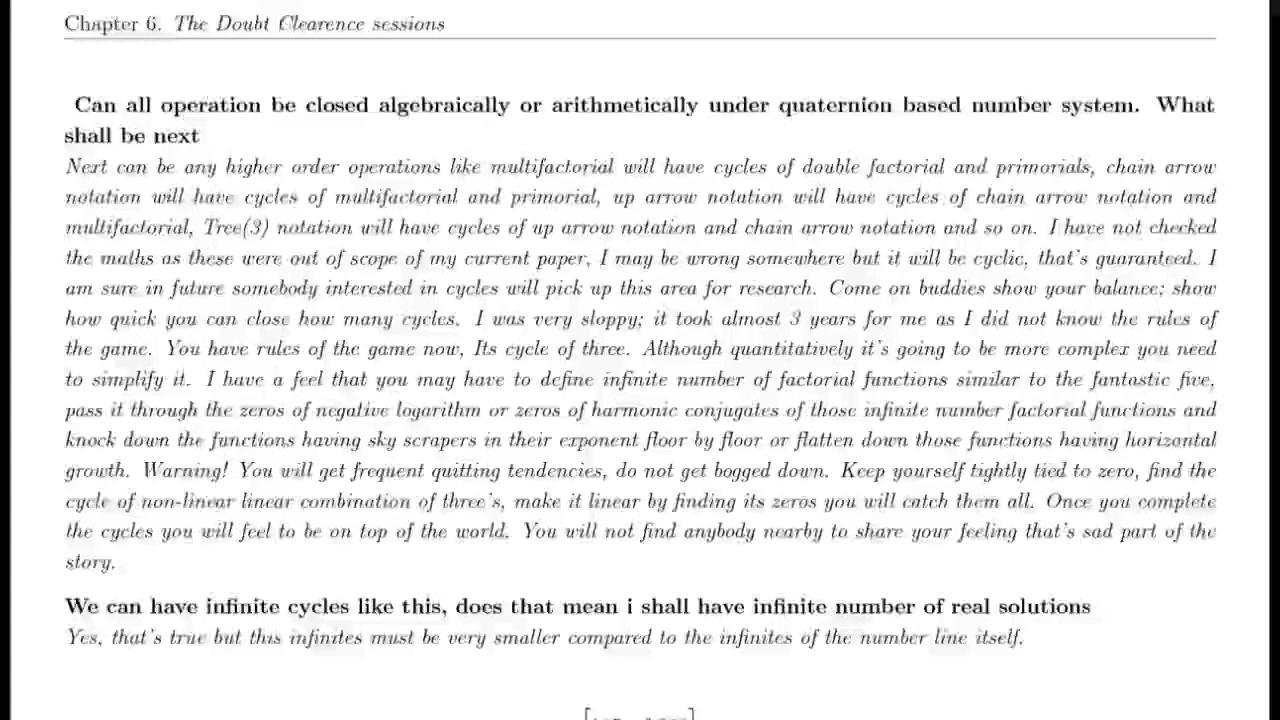 Chapter 6. The Doubt Clearence sessions
Can all operation be closed algebraically or arithmetically under quaternion based number system. What
shall be next
Next can be any higher order operations like multifactorial will have cycles of double factorial and primorials, chain arrow
notation will have cycles of multifactorial and primorial, up arrow notation will have cycles of chain arrow notation and
multifactorial, Tree(3) notation will have cycles of up arrow notation and chain arrow notation and so on. I have not checked
the maths as these were out of scope of my current paper, I may be wrong somewhere but it will be cyclic, that's guaranteed. I
am sure in future somebody interested in cycles will pick up this area for research. Come on buddies show your balance; show
how quick you can close how many cycles. I was very sloppy; it took almost 3 years for me as I did not know the rules of
the game. You have rules of the game now, Its cycle of three. Although quantitatively it's going to be more complex you need
to simplify it. I have a feel that you may have to define infinite number of factorial functions similar to the fantastic five,
pass it through the zeros of negative logarithm or zeros of harmonic conjugates of those infinite number factorial functions and
knock down the functions having sky scrapers in their exponent floor by floor or flatten down those functions having horizontal
growth. Warning! You will get frequent quitting tendencies, do not get bogged down. Keep yourself tightly tied to zero, find the
cycle of non-linear linear combination of three's, make it linear by finding its zeros you will catch them all. Once you complete
the cycles you will feel to be on top of the world. You will not find anybody nearby to share your feeling that's sad part of the
story.
We can have infinite cycles like this, does that mean i shall have infinite number of real solutions
Yes, that's true but this infinites must be very smaller compared to the infinites of the number line itself.